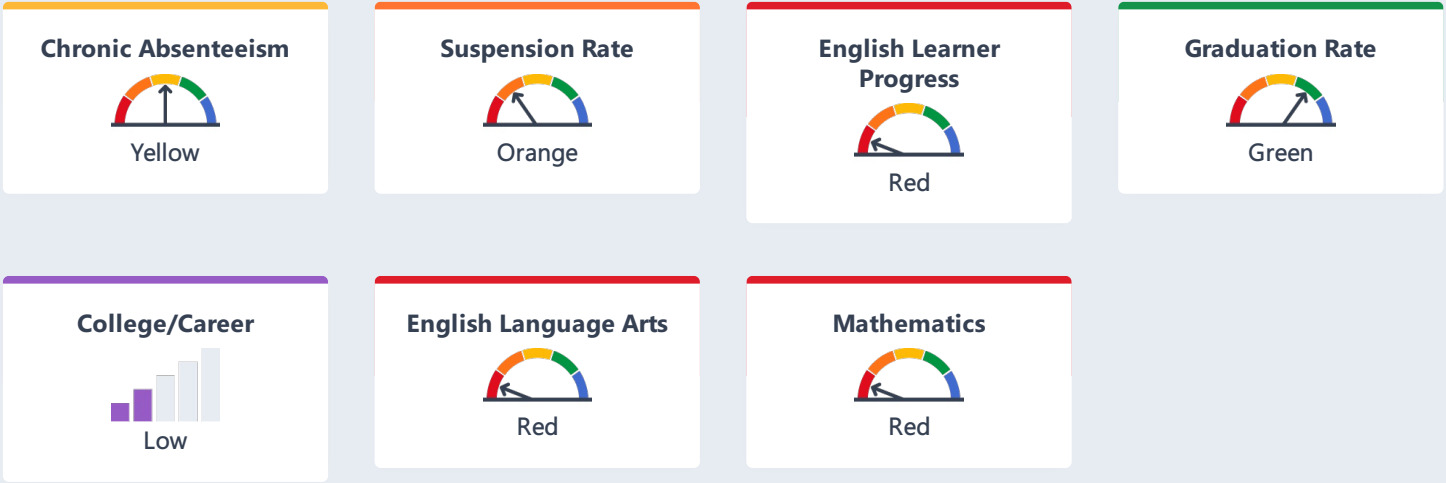 Chronic Absenteeism
Yellow
Suspension Rate
Orange
English Learner
Progress
Red
Graduation Rate
Green
College/Career
Low
English Language Arts
Red
Mathematics
Red